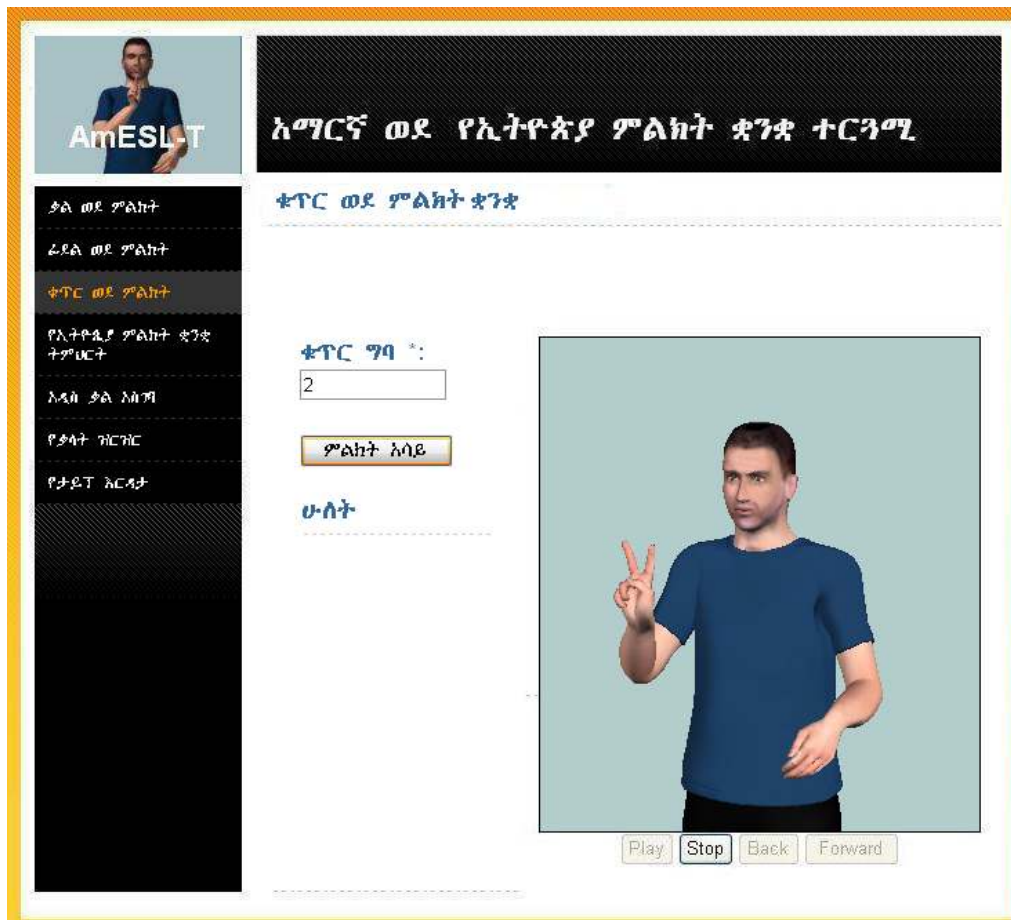 AmESL-T
አማርኛ ወደ የኢትዮጵያ ምልክት ቋንቋ ተርጓሚ
ቃል ወደ ምልክት
ፊደል ወደ ምልክት
ቁጥር ወደ ምልክት
የኢትዮጲያ ምልክት ቋንቋ
ትምህርት
አዲስ ቃል አስገባ
የቃላት ዝርዝር
የታይፕ እርዳታ
ቁጥር ወደ ምልክት ቋንቋ
ቁጥር ግባ *:
2
ምልክት አሳይ
ሁለት
Play Stop Back Forward